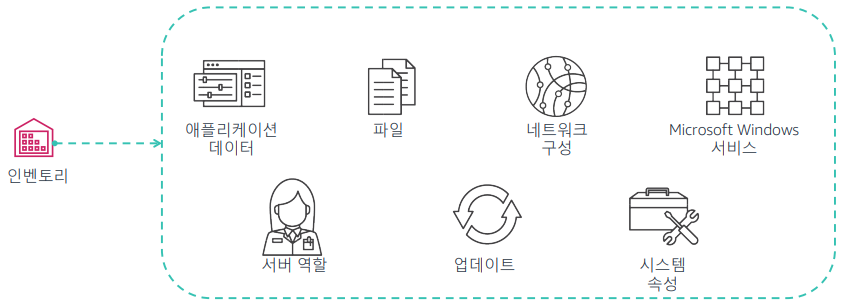 애플리케이션
데이터
파일
네트워크
구성
Microsoft Windows
서비스
인벤토리
서버 역할
업데이트
시스템
속성